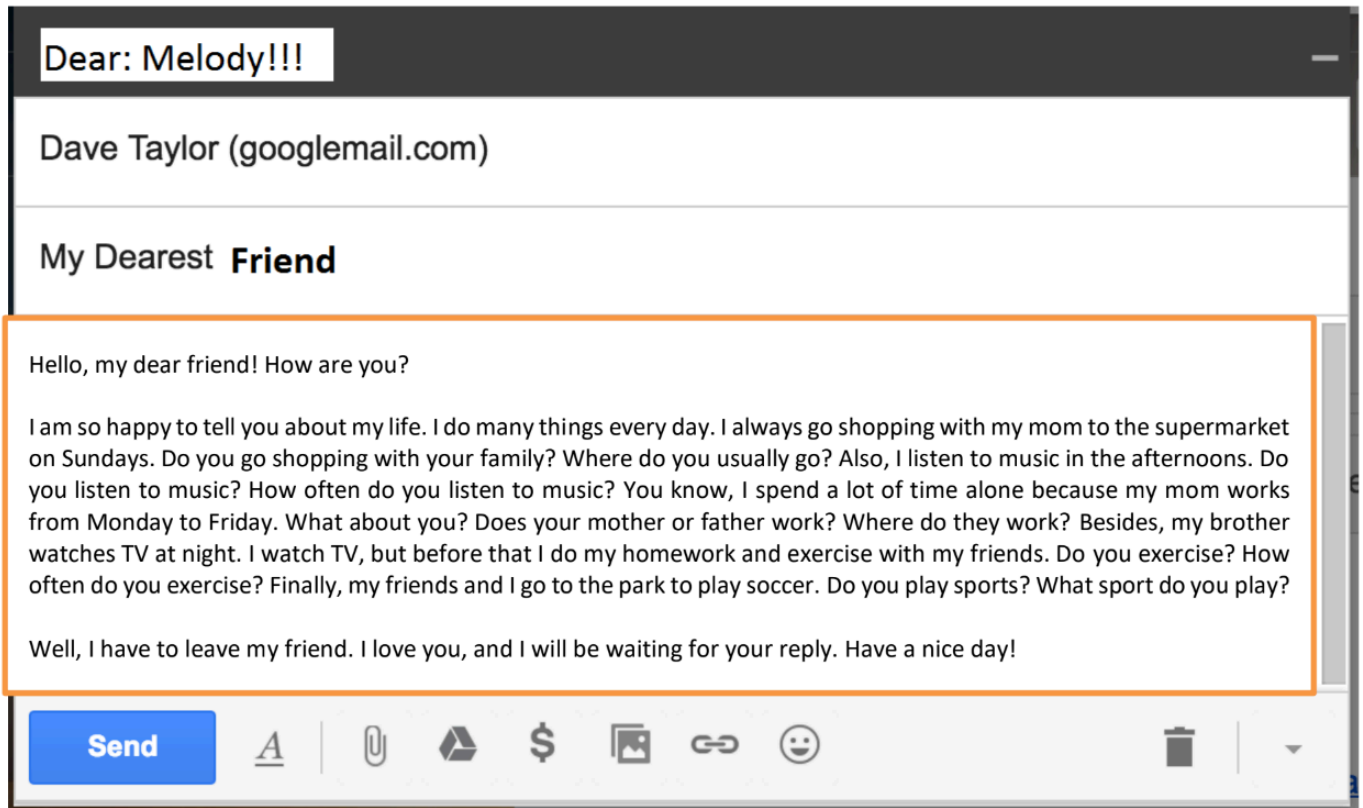 Dear: Melody!!!
Dave Taylor (googlemail.com)
My Dearest Friend
Hello, my dear friend! How are you?
I am so happy to tell you about my life. I do many things every day. I always go shopping with my mom to the supermarket
on Sundays. Do you go shopping with your family? Where do you usually go? Also, I listen to music in the afternoons. Do
you listen to music? How often do you listen to music? You know, I spend a lot of time alone because my mom works
from Monday to Friday. What about you? Does your mother or father work? Where do they work? Besides, my brother
watches TV at night. I watch TV, but before that I do my homework and exercise with my friends. Do you exercise? How
often do you exercise? Finally, my friends and I go to the park to play soccer. Do you play sports? What sport do you play?
Well, I have to leave my friend. I love you, and I will be waiting for your reply. Have a nice day!
Send A